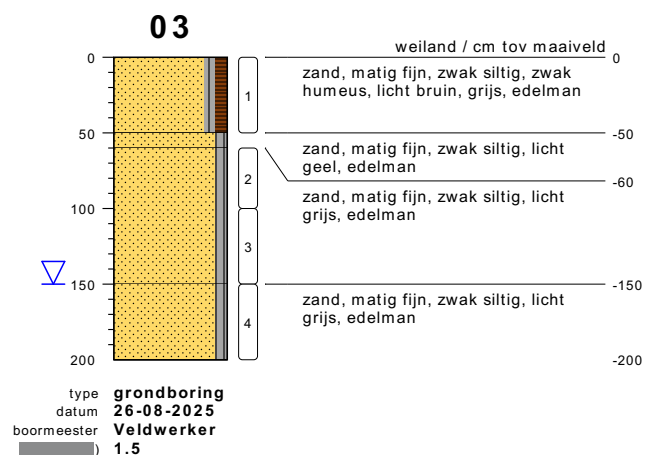 03
weiland / cm tov maaiveld
0
0
zand, matig fijn, zwak siltig, zwak
humeus, licht bruin, grijs, edelman
1
50
-50
zand, matig fijn, zwak siltig, licht
geel, edelman
2
-60
zand, matig fijn, zwak siltig, licht
grijs, edelman
100
3
150
-150
zand, matig fijn, zwak siltig, licht
grijs, edelman
4
200
-200
type grondboring
datum 26-08-2025
boormeester Veldwerker
) 1.5